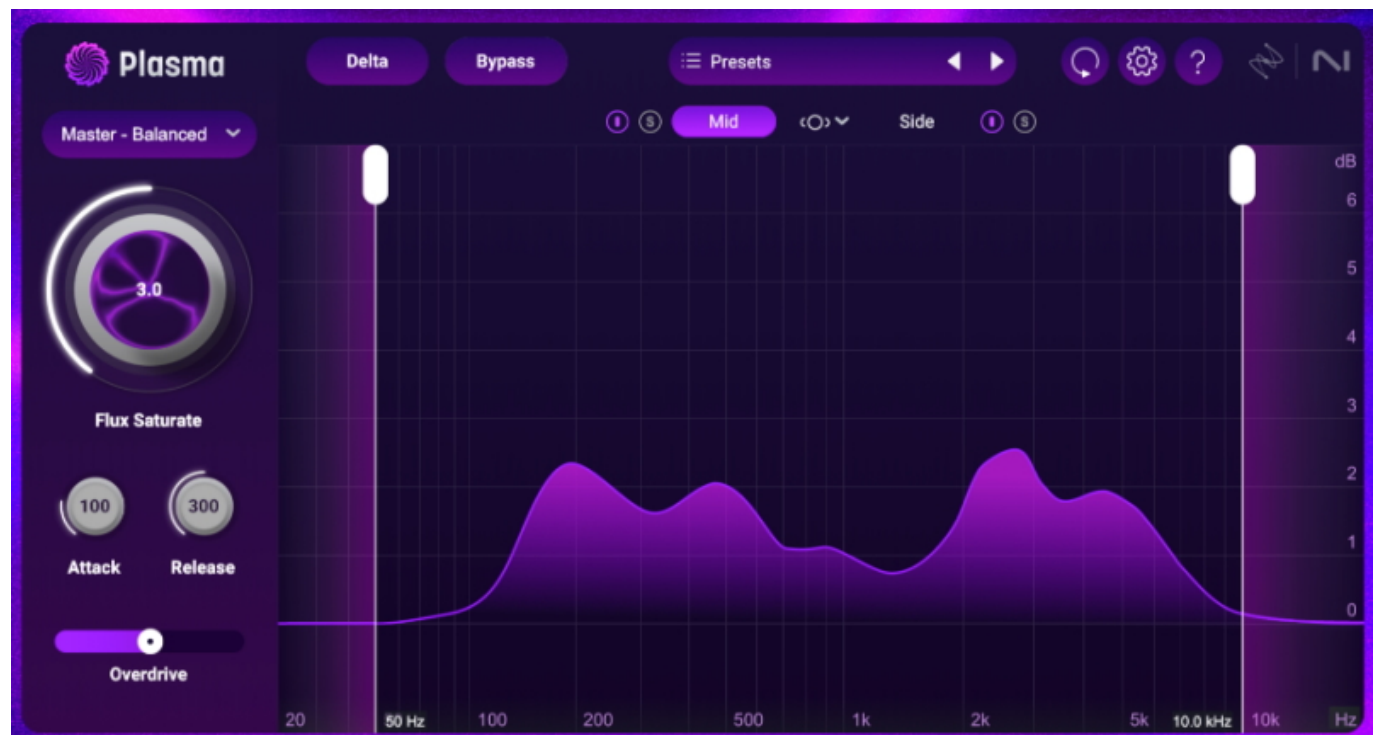 Plasma
Delta
Bypass
Presets
?
Master - Balanced
S
Mid
Side
S
dB
6
5
4
3
2
1
0
3.0
Flux Saturate
100
300
Attack
Release
Overdrive
20
50 Hz
100
200
500
1k
2k
5k
10.0 kHz
10k
Hz